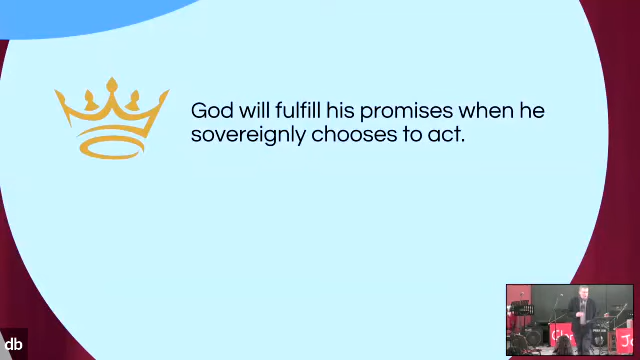 God will fulfill his promises when he
sovereignly chooses to act.
db